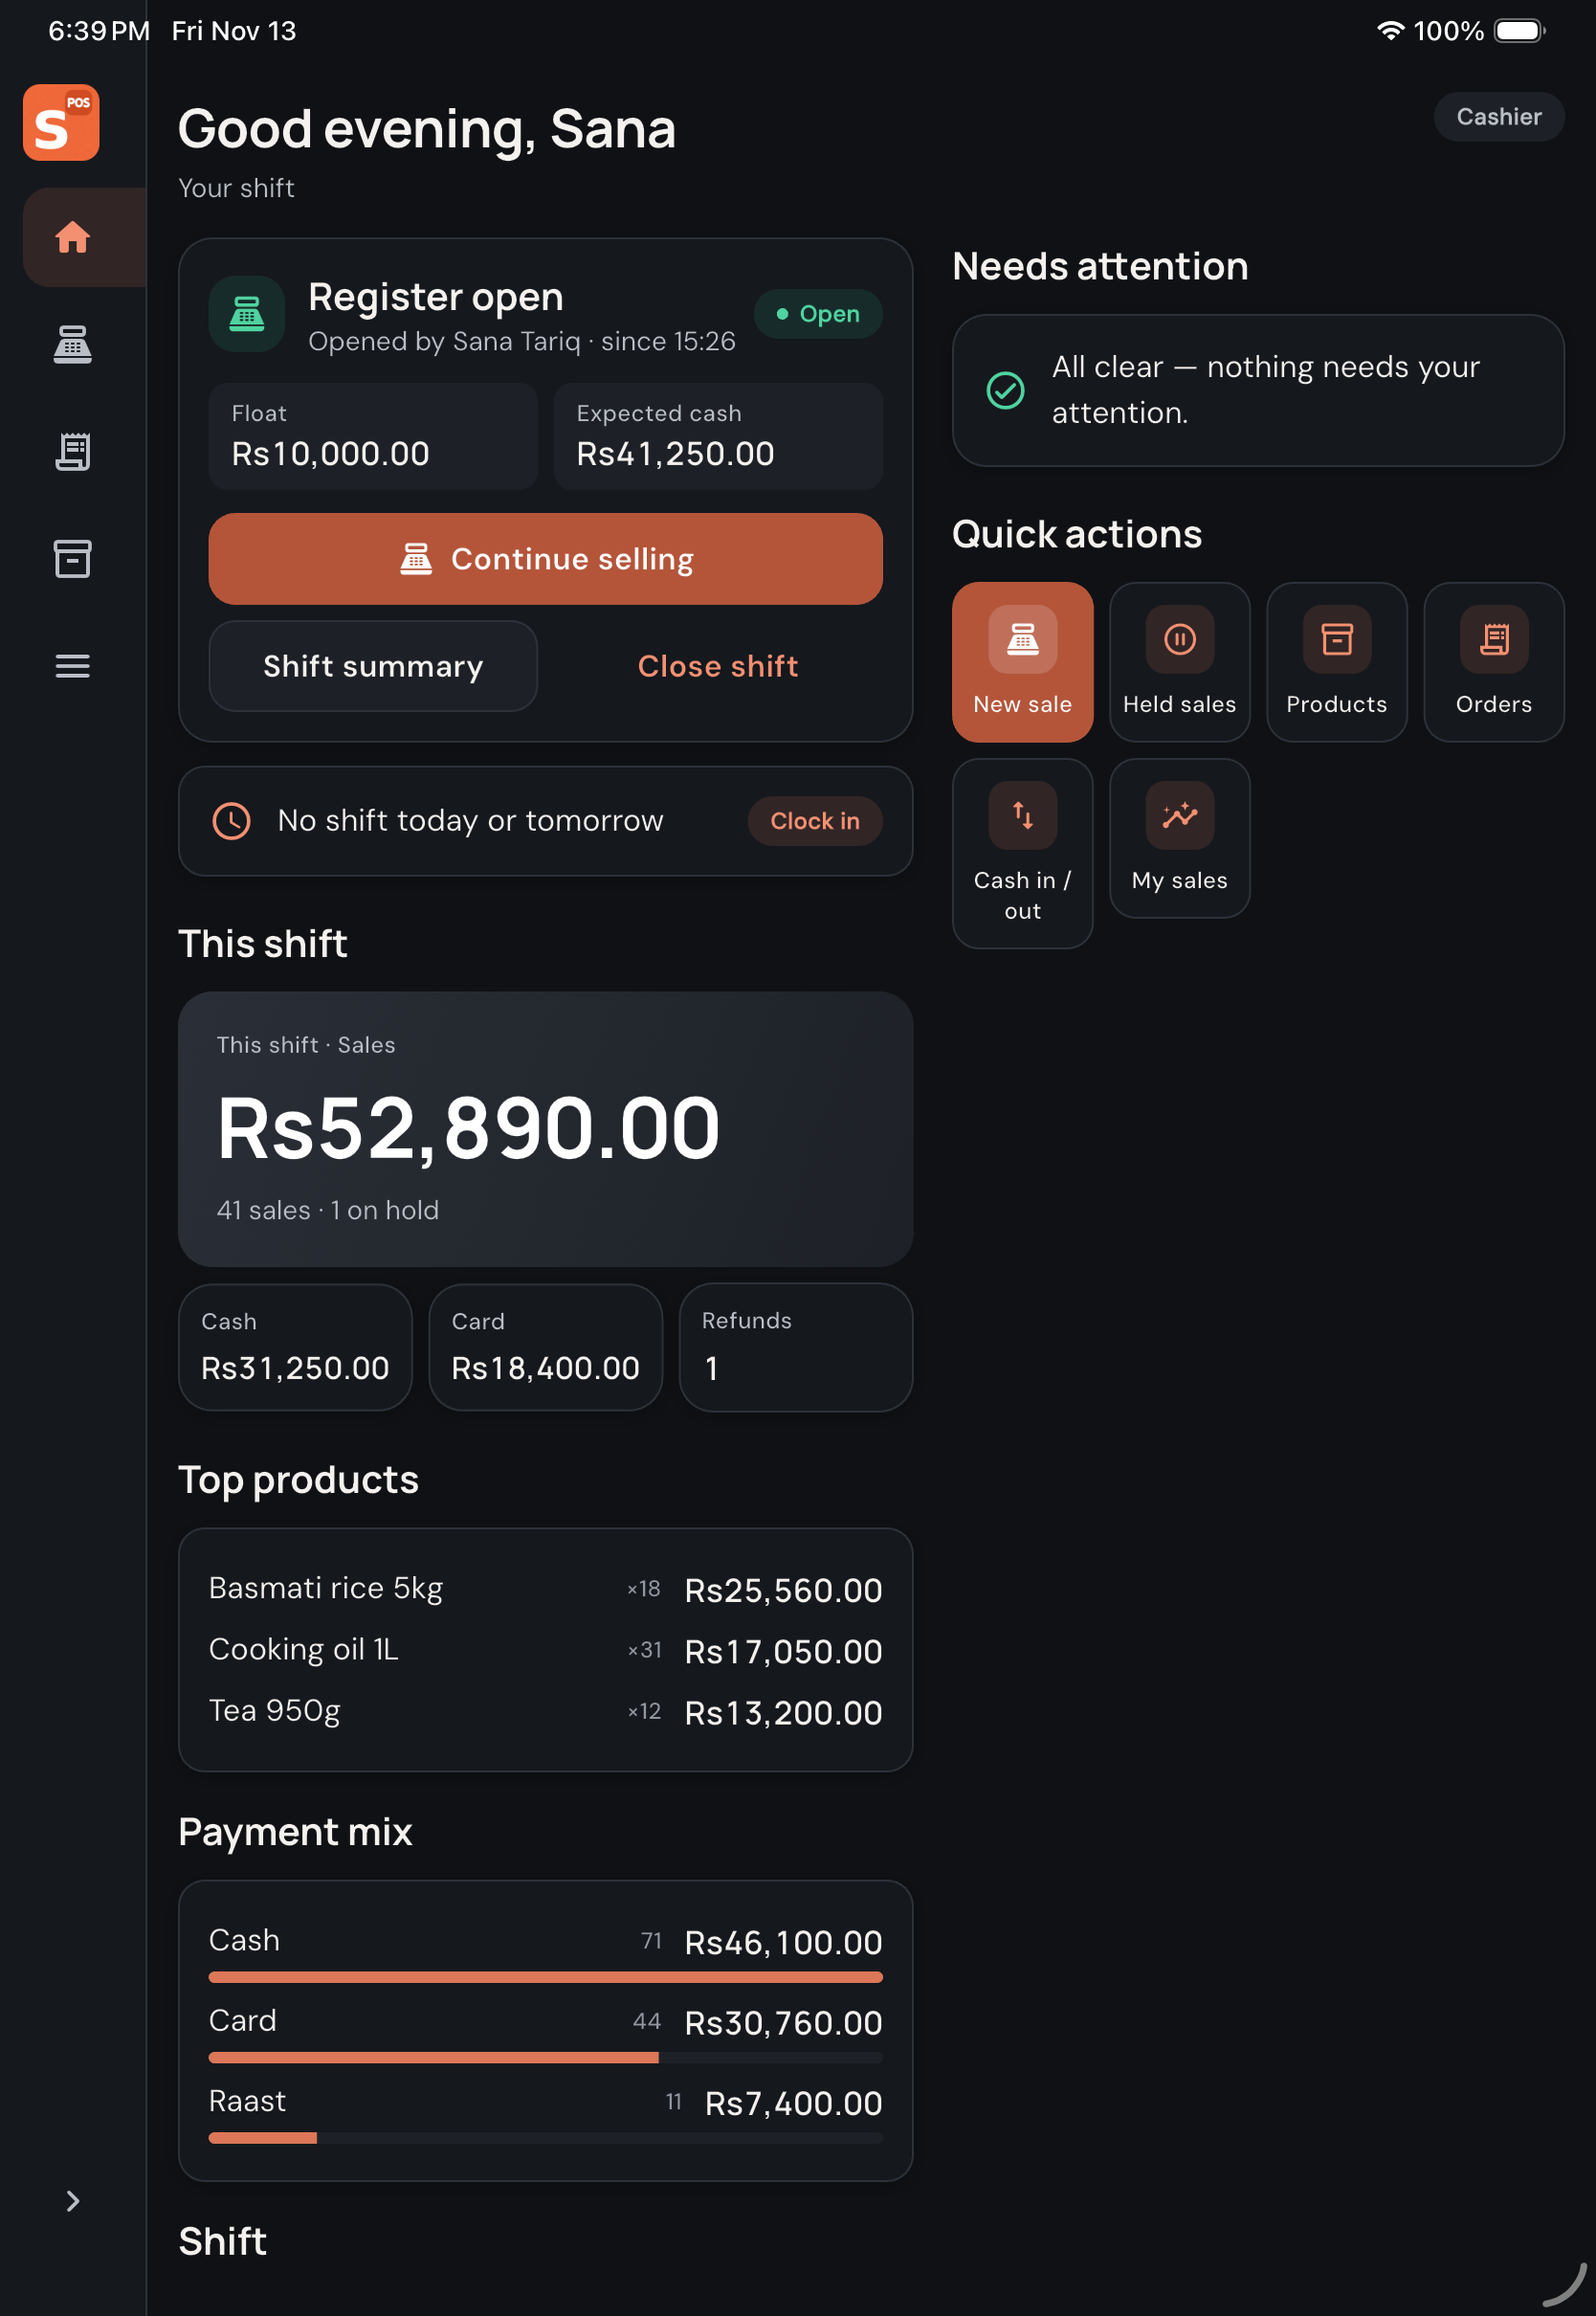 6:39 PM Fri Nov 13
100%
S POS
Good evening, Sana
Cashier
Your shift
Register open
Opened by Sana Tariq · since 15:26
Open
Float
Rs10,000.00
Expected cash
Rs41,250.00
Continue selling
Shift summary
Close shift
No shift today or tomorrow
Clock in
This shift
This shift · Sales
Rs52,890.00
41 sales · 1 on hold
Cash
Rs31,250.00
Card
Rs18,400.00
Refunds
1
Top products
Basmati rice 5kg ×18 Rs25,560.00
Cooking oil 1L ×31 Rs17,050.00
Tea 950g ×12 Rs13,200.00
Payment mix
Cash 71 Rs46,100.00
Card 44 Rs30,760.00
Raast 11 Rs7,400.00
Shift
Needs attention
All clear — nothing needs your
attention.
Quick actions
New sale
Held sales
Products
Orders
Cash in /
out
My sales